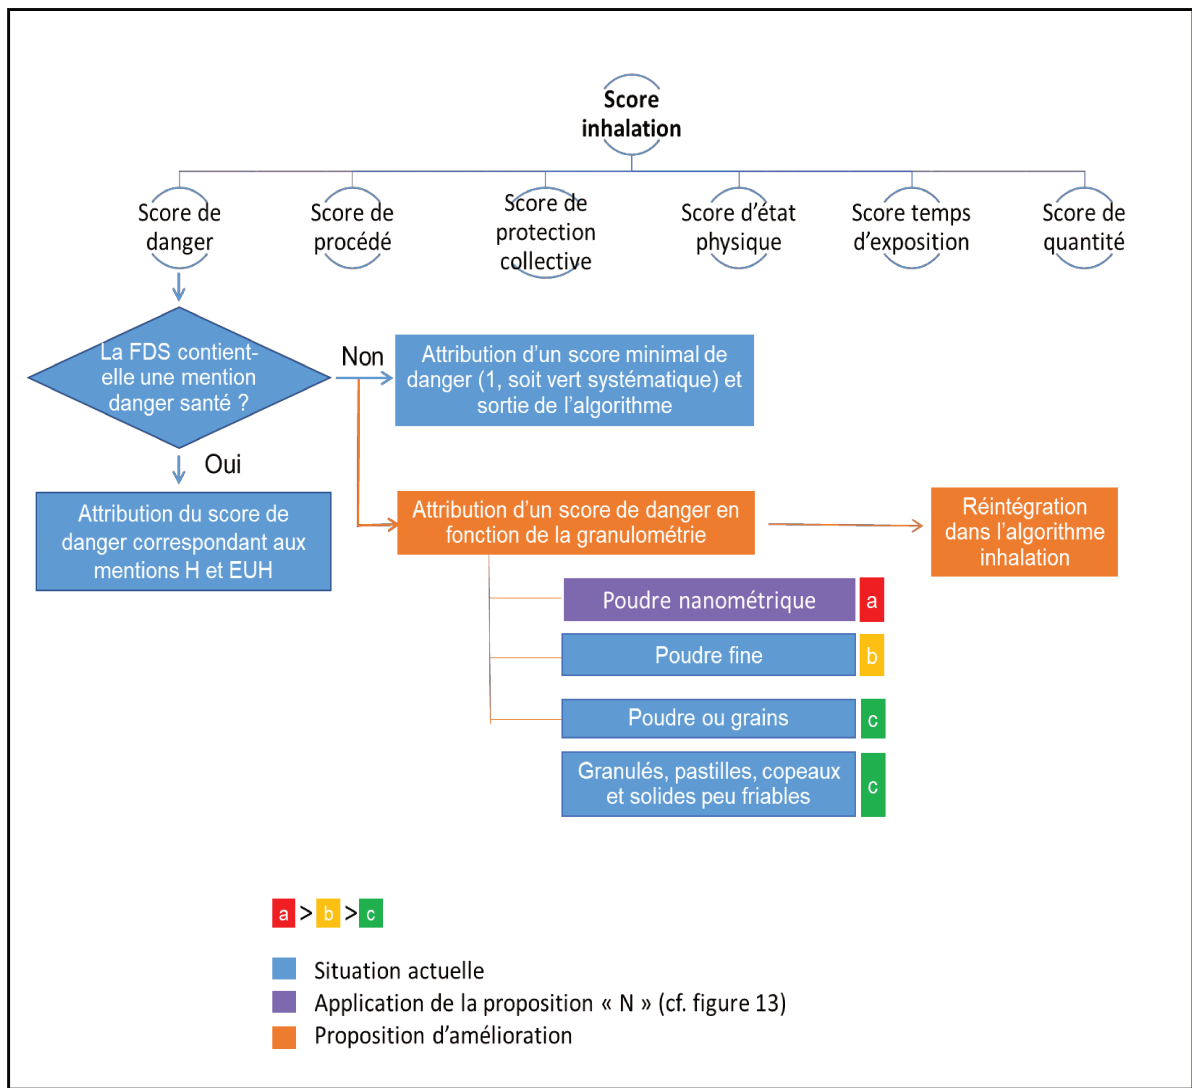 Score
inhalation
Score de
danger
Score de
procédé
Score de
protection
collective
Score d'état
physique
Score temps
d'exposition
Score de
quantité
La FDS contient-
elle une mention
danger santé ?
Non
Attribution d'un score minimal de
danger (1, soit vert systématique) et
sortie de l'algorithme
Oui
Attribution du score de
danger correspondant aux
mentions H et EUH
Attribution d'un score de danger en
fonction de la granulométrie
Réintégration
dans l'algorithme
inhalation
Poudre nanométrique a
Poudre fine b
Poudre ou grains c
Granulés, pastilles, copeaux
et solides peu friables
c
a > b > c
Situation actuelle
Application de la proposition « N » (cf. figure 13)
Proposition d'amélioration